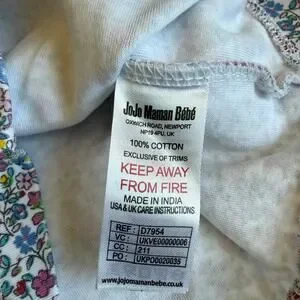 JoJo Maman Bébé
OXWICH ROAD, NEWPORT
NP19 4PU, UK
100% COTTON
EXCLUSIVE OF TRIMS
KEEP AWAY
FROM FIRE
MADE IN INDIA
USA & UK CARE INSTRUCTIONS
REF: D7954
VC: UKVE00000006
CC: 211
PO: UKPO0020035
www.jojomamanbebe.co.uk